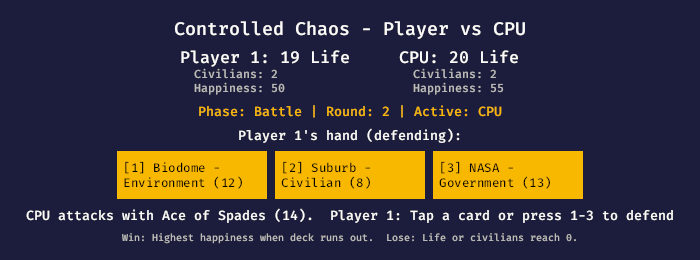 Controlled Chaos - Player vs CPU
Player 1: 19 Life CPU: 20 Life
Civilians: 2 Civilians: 2
Happiness: 50 Happiness: 55
Phase: Battle | Round: 2 | Active: CPU
Player 1's hand (defending):
[1] Biodome -
Environment (12)
[2] Suburb -
Civilian (8)
[3] NASA -
Government (13)
CPU attacks with Ace of Spades (14).  Player 1: Tap a card or press 1-3 to defend
Win: Highest happiness when deck runs out.  Lose: Life or civilians reach 0.